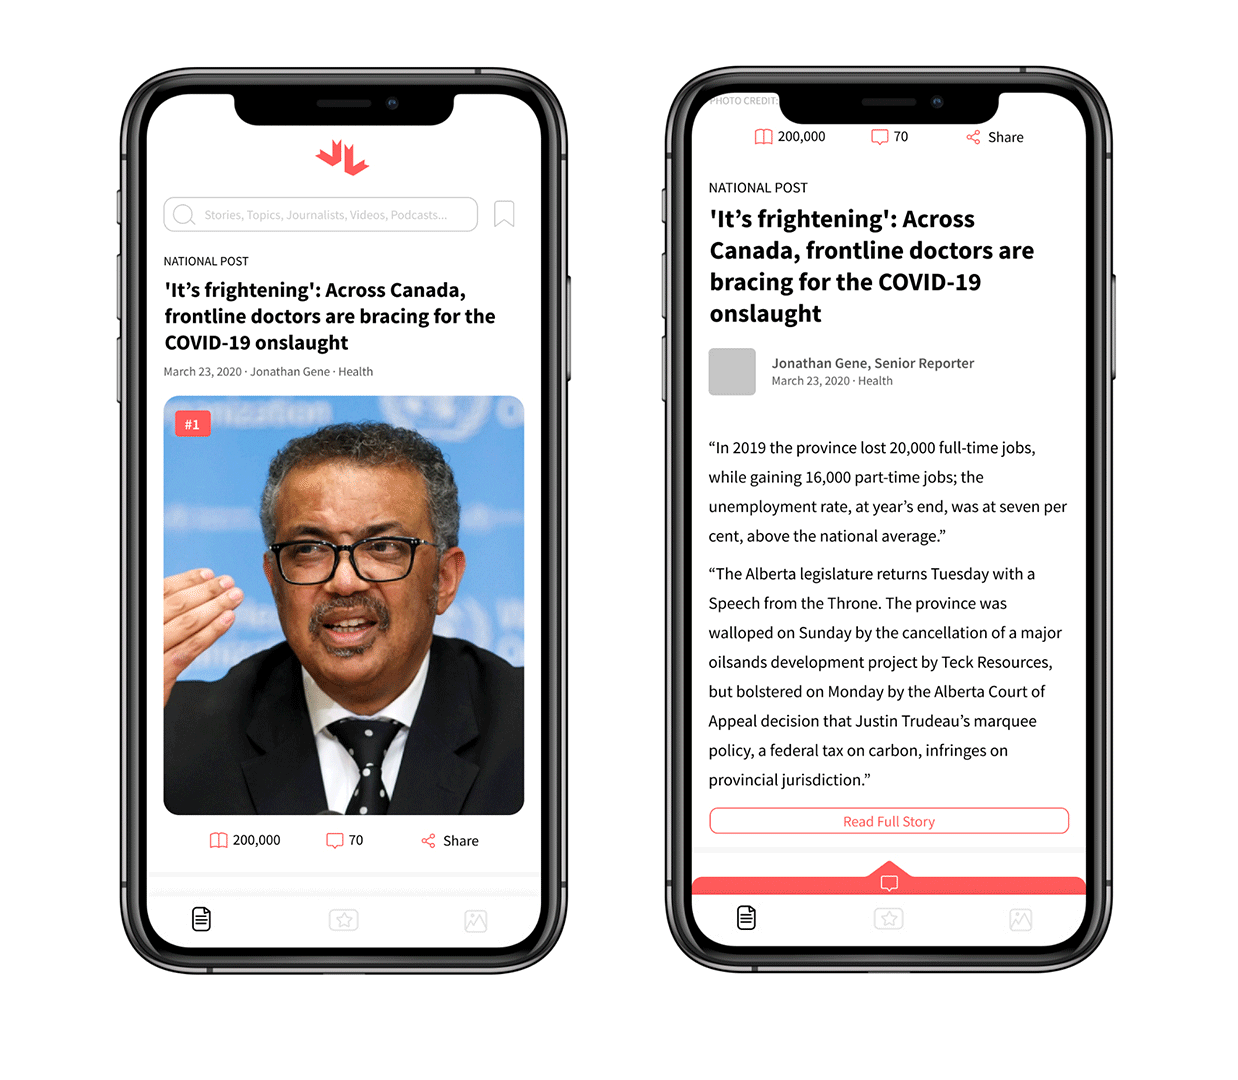 Stories, Topics, Journalists, Videos, Podcasts...
NATIONAL POST
'It’s frightening': Across Canada,
frontline doctors are bracing for the
COVID-19 onslaught
March 23, 2020 · Jonathan Gene · Health
#1
200,000
70
Share
PHOTO CREDIT:
200,000
70
Share
NATIONAL POST
'It’s frightening': Across
Canada, frontline doctors are
bracing for the COVID-19
onslaught
Jonathan Gene, Senior Reporter
March 23, 2020 · Health
“In 2019 the province lost 20,000 full-time jobs,
while gaining 16,000 part-time jobs; the
unemployment rate, at year’s end, was at seven per
cent, above the national average.”
“The Alberta legislature returns Tuesday with a
Speech from the Throne. The province was
walloped on Sunday by the cancellation of a major
oilsands development project by Teck Resources,
but bolstered on Monday by the Alberta Court of
Appeal decision that Justin Trudeau’s marquee
policy, a federal tax on carbon, infringes on
provincial jurisdiction.”
Read Full Story